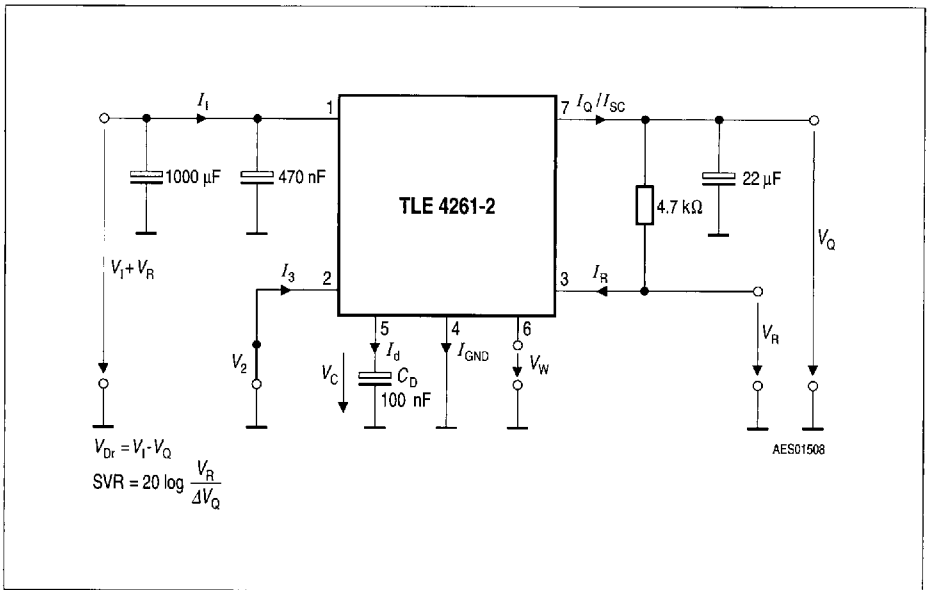 I_I
1
7
I_Q/I_SC
1000 µF
470 nF
TLE 4261-2
4.7 kΩ
22 µF
V_I+V_R
I_3
2
3
I_R
V_Q
V_2
5
4
6
V_C
I_d
C_D
100 nF
I_GND
V_W
V_R
V_Dr = V_I-V_Q
SVR = 20 log V_R
ΔV_Q
AES01508